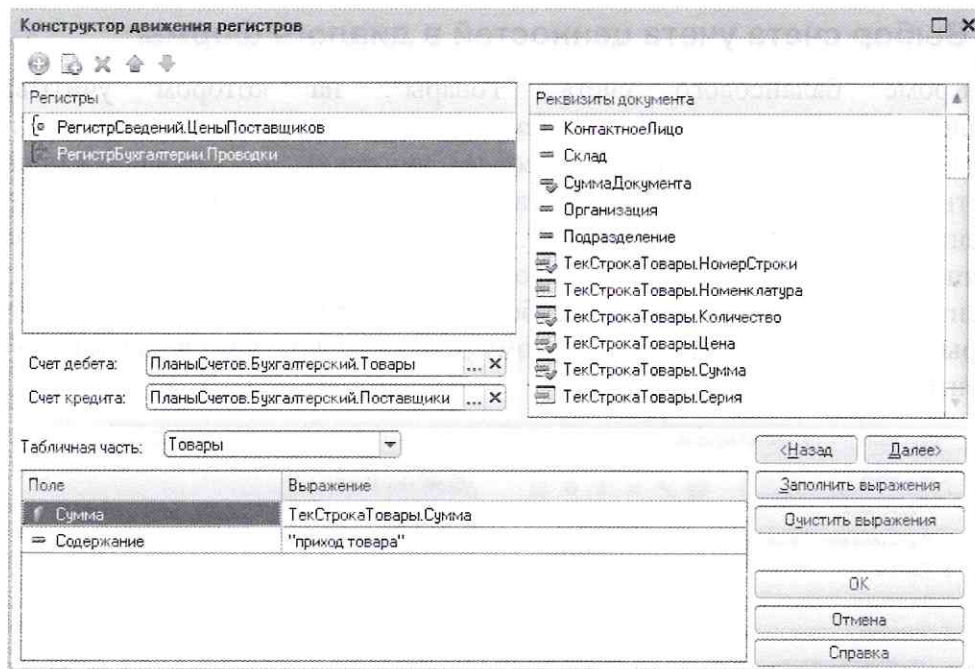 Конструктор движения регистров
Регистры
РегистрСведений.ЦеныПоставщиков
РегистрБухгалтерии.Проводки
Реквизиты документа
КонтактноеЛицо
Склад
СуммаДокумента
Организация
Подразделение
ТекСтрокаТовары.НомерСтроки
ТекСтрокаТовары.Номенклатура
ТекСтрокаТовары.Количество
ТекСтрокаТовары.Цена
ТекСтрокаТовары.Сумма
ТекСтрокаТовары.Серия
Счет дебета: ПланыСчетов.Бухгалтерский.Товары ...
Счет кредита: ПланыСчетов.Бухгалтерский.Поставщики ...
Табличная часть: Товары
<Назад Далее>
Поле Выражение
Сумма ТекСтрокаТовары.Сумма
Содержание "приход товара"
Заполнить выражения
Очистить выражения
ОК
Отмена
Справка